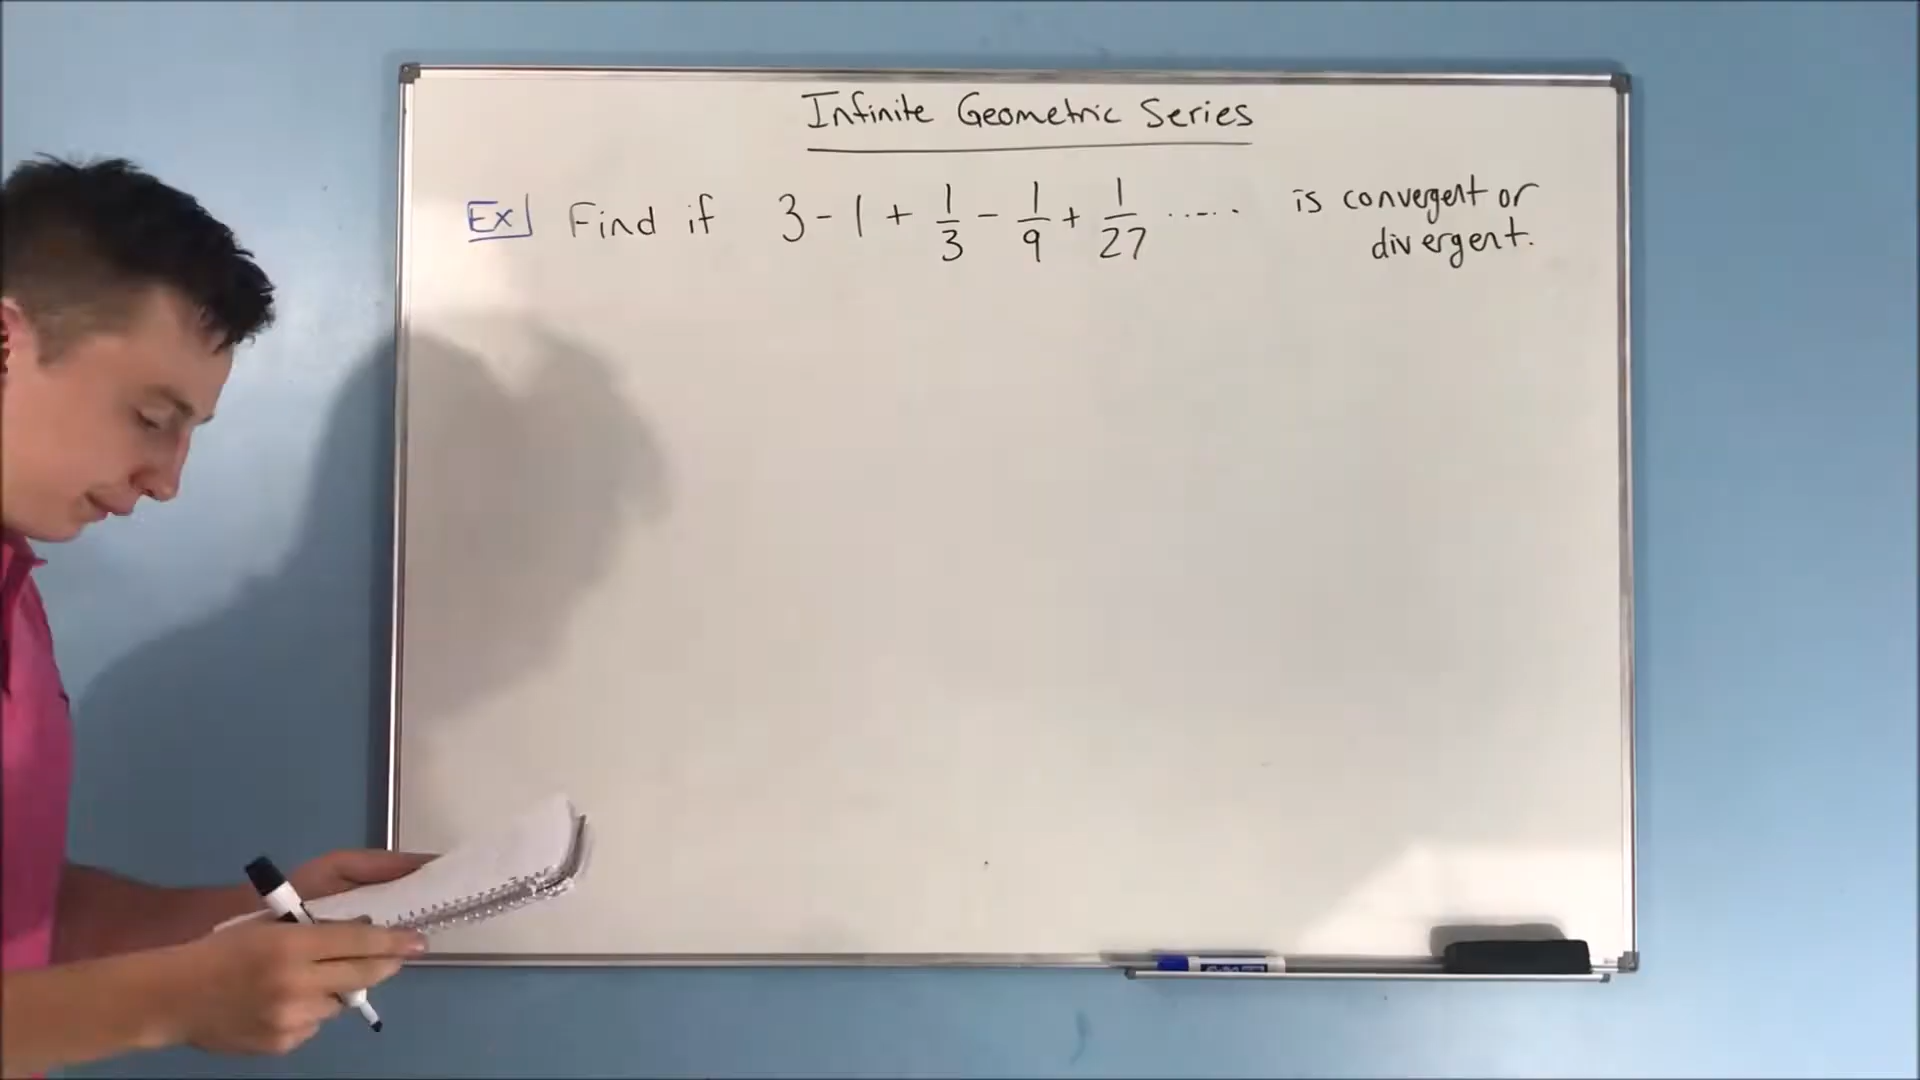 Infinite Geometric Series
Ex Find if 3 - 1 + 1/3 - 1/9 + 1/27 ..... is convergent or
divergent.